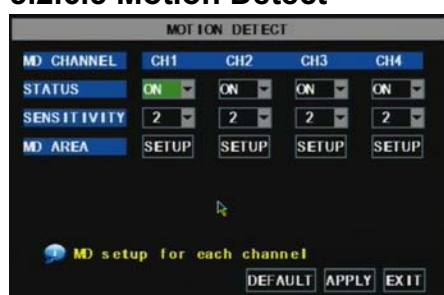 MOTION DETECT
MD CHANNEL CH1 CH2 CH3 CH4
STATUS ON ON ON ON
SENSITIVITY 2 2 2 2
MD AREA SETUP SETUP SETUP SETUP
MD setup for each channel
DEFAULT APPLY EXIT